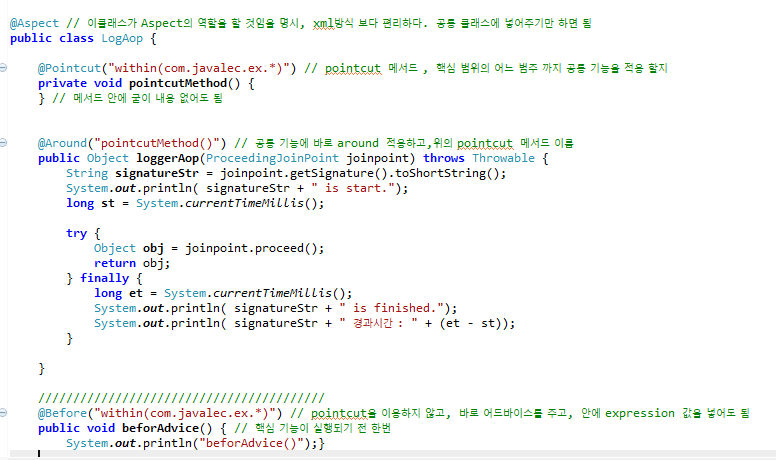 @Aspect // 이클래스가 Aspect의 역할을 할 것임을 명시, xml방식 보다 편리하다. 공통 클래스에 넣어주기만 하면 됨
public class LogAop {
@Pointcut("within(com.javalec.ex.*)") // pointcut 메서드 , 핵심 범위의 어느 범주 까지 공통 기능을 적용 할지
private void pointcutMethod() {
} // 메서드 안에 굳이 내용 없어도 됨
@Around("pointcutMethod()") // 공통 기능에 바로 around 적용하고,위의 pointcut 메서드 이름
public Object loggerAop(ProceedingJoinPoint joinpoint) throws Throwable {
String signatureStr = joinpoint.getSignature().toShortString();
System.out.println( signatureStr + " is start.");
long st = System.currentTimeMillis();
try {
Object obj = joinpoint.proceed();
return obj;
} finally {
long et = System.currentTimeMillis();
System.out.println( signatureStr + " is finished.");
System.out.println( signatureStr + " 경과시간 : " + (et - st));
}
}
/////////////////////////////////////////
@Before("within(com.javalec.ex.*)") // pointcut을 이용하지 않고, 바로 어드바이스를 주고, 안에 expression 값을 넣어도 됨
public void beforAdvice() { // 핵심 기능이 실행되기 전 한번
System.out.println("beforAdvice()");}